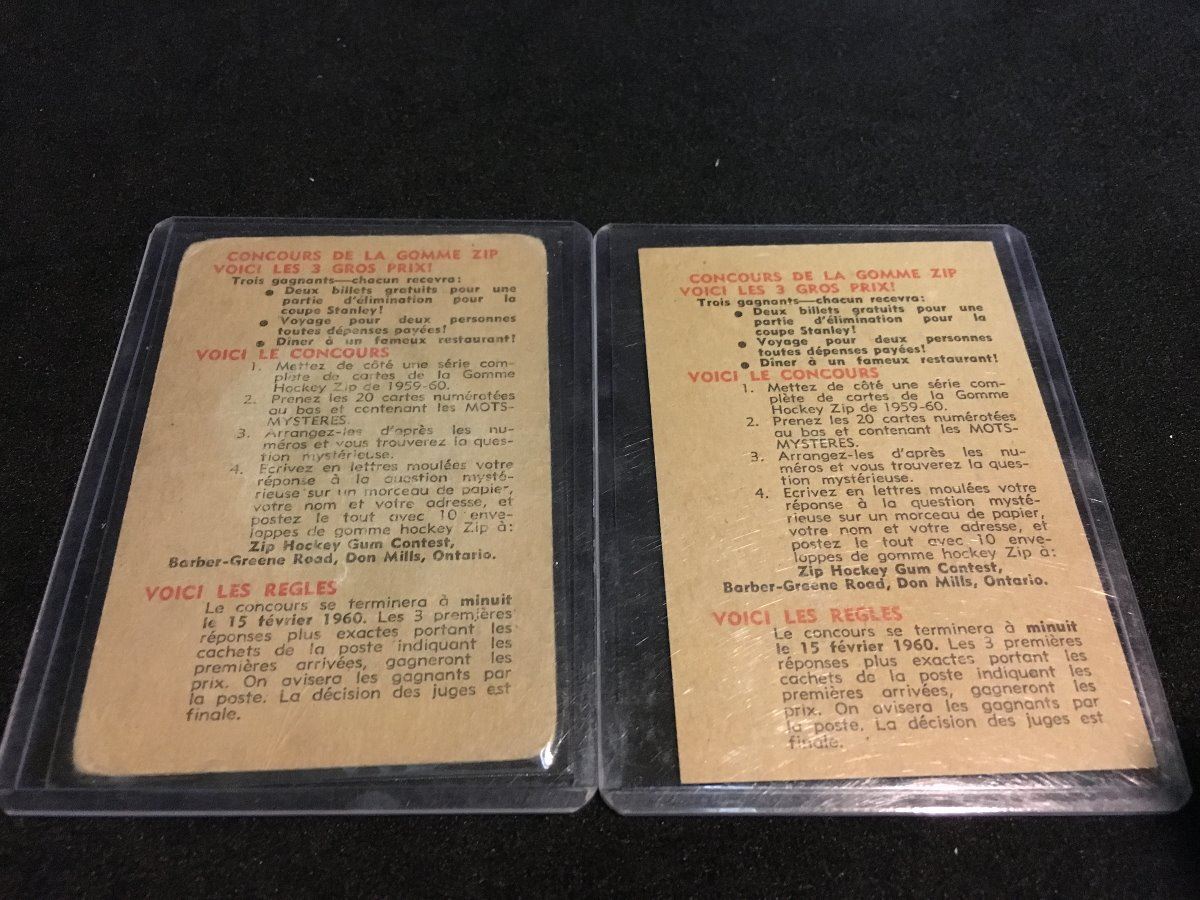 CONCOURS DE LA GOMME ZIP
VOICI LES 3 GROS PRIX!
Trois gagnants—chacun recevra:
● Deux billets gratuits pour une
partie d'élimination pour la
coupe Stanley!
● Voyage pour deux personnes
toutes dépenses payées!
● Dîner à un fameux restaurant!
VOICI LE CONCOURS
1. Mettez de côté une série com-
plète de cartes de la Gomme
Hockey Zip de 1959-60.
2. Prenez les 20 cartes numérotées
au bas et contenant les MOTS-
MYSTERES.
3. Arrangez-les d'après les nu-
méros et vous trouverez la ques-
tion mystérieuse.
4. Ecrivez en lettres moulées votre
réponse à la question mysté-
rieuse sur un morceau de papier,
votre nom et votre adresse, et
postez le tout avec 10 enve-
loppes de gomme hockey Zip à:
Zip Hockey Gum Contest,
Barber-Greene Road, Don Mills, Ontario.
VOICI LES REGLES
Le concours se terminera à minuit
le 15 février 1960. Les 3 premières
réponses plus exactes portant les
cachets de la poste indiquant les
premières arrivées, gagneront les
prix. On avisera les gagnants par
la poste. La décision des juges est
finale.
CONCOURS DE LA GOMME ZIP
VOICI LES 3 GROS PRIX!
Trois gagnants—chacun recevra:
● Deux billets gratuits pour une
partie d'élimination pour la
coupe Stanley!
● Voyage pour deux personnes
toutes dépenses payées!
● Dîner à un fameux restaurant!
VOICI LE CONCOURS
1. Mettez de côté une série com-
plète de cartes de la Gomme
Hockey Zip de 1959-60.
2. Prenez les 20 cartes numérotées
au bas et contenant les MOTS-
MYSTERES.
3. Arrangez-les d'après les nu-
méros et vous trouverez la ques-
tion mystérieuse.
4. Ecrivez en lettres moulées votre
réponse à la question mysté-
rieuse sur un morceau de papier,
votre nom et votre adresse, et
postez le tout avec 10 enve-
loppes de gomme hockey Zip à:
Zip Hockey Gum Contest,
Barber-Greene Road, Don Mills, Ontario.
VOICI LES REGLES
Le concours se terminera à minuit
le 15 février 1960. Les 3 premières
réponses plus exactes portant les
cachets de la poste indiquant les
premières arrivées, gagneront les
prix. On avisera les gagnants par
la poste. La décision des juges est
finale.